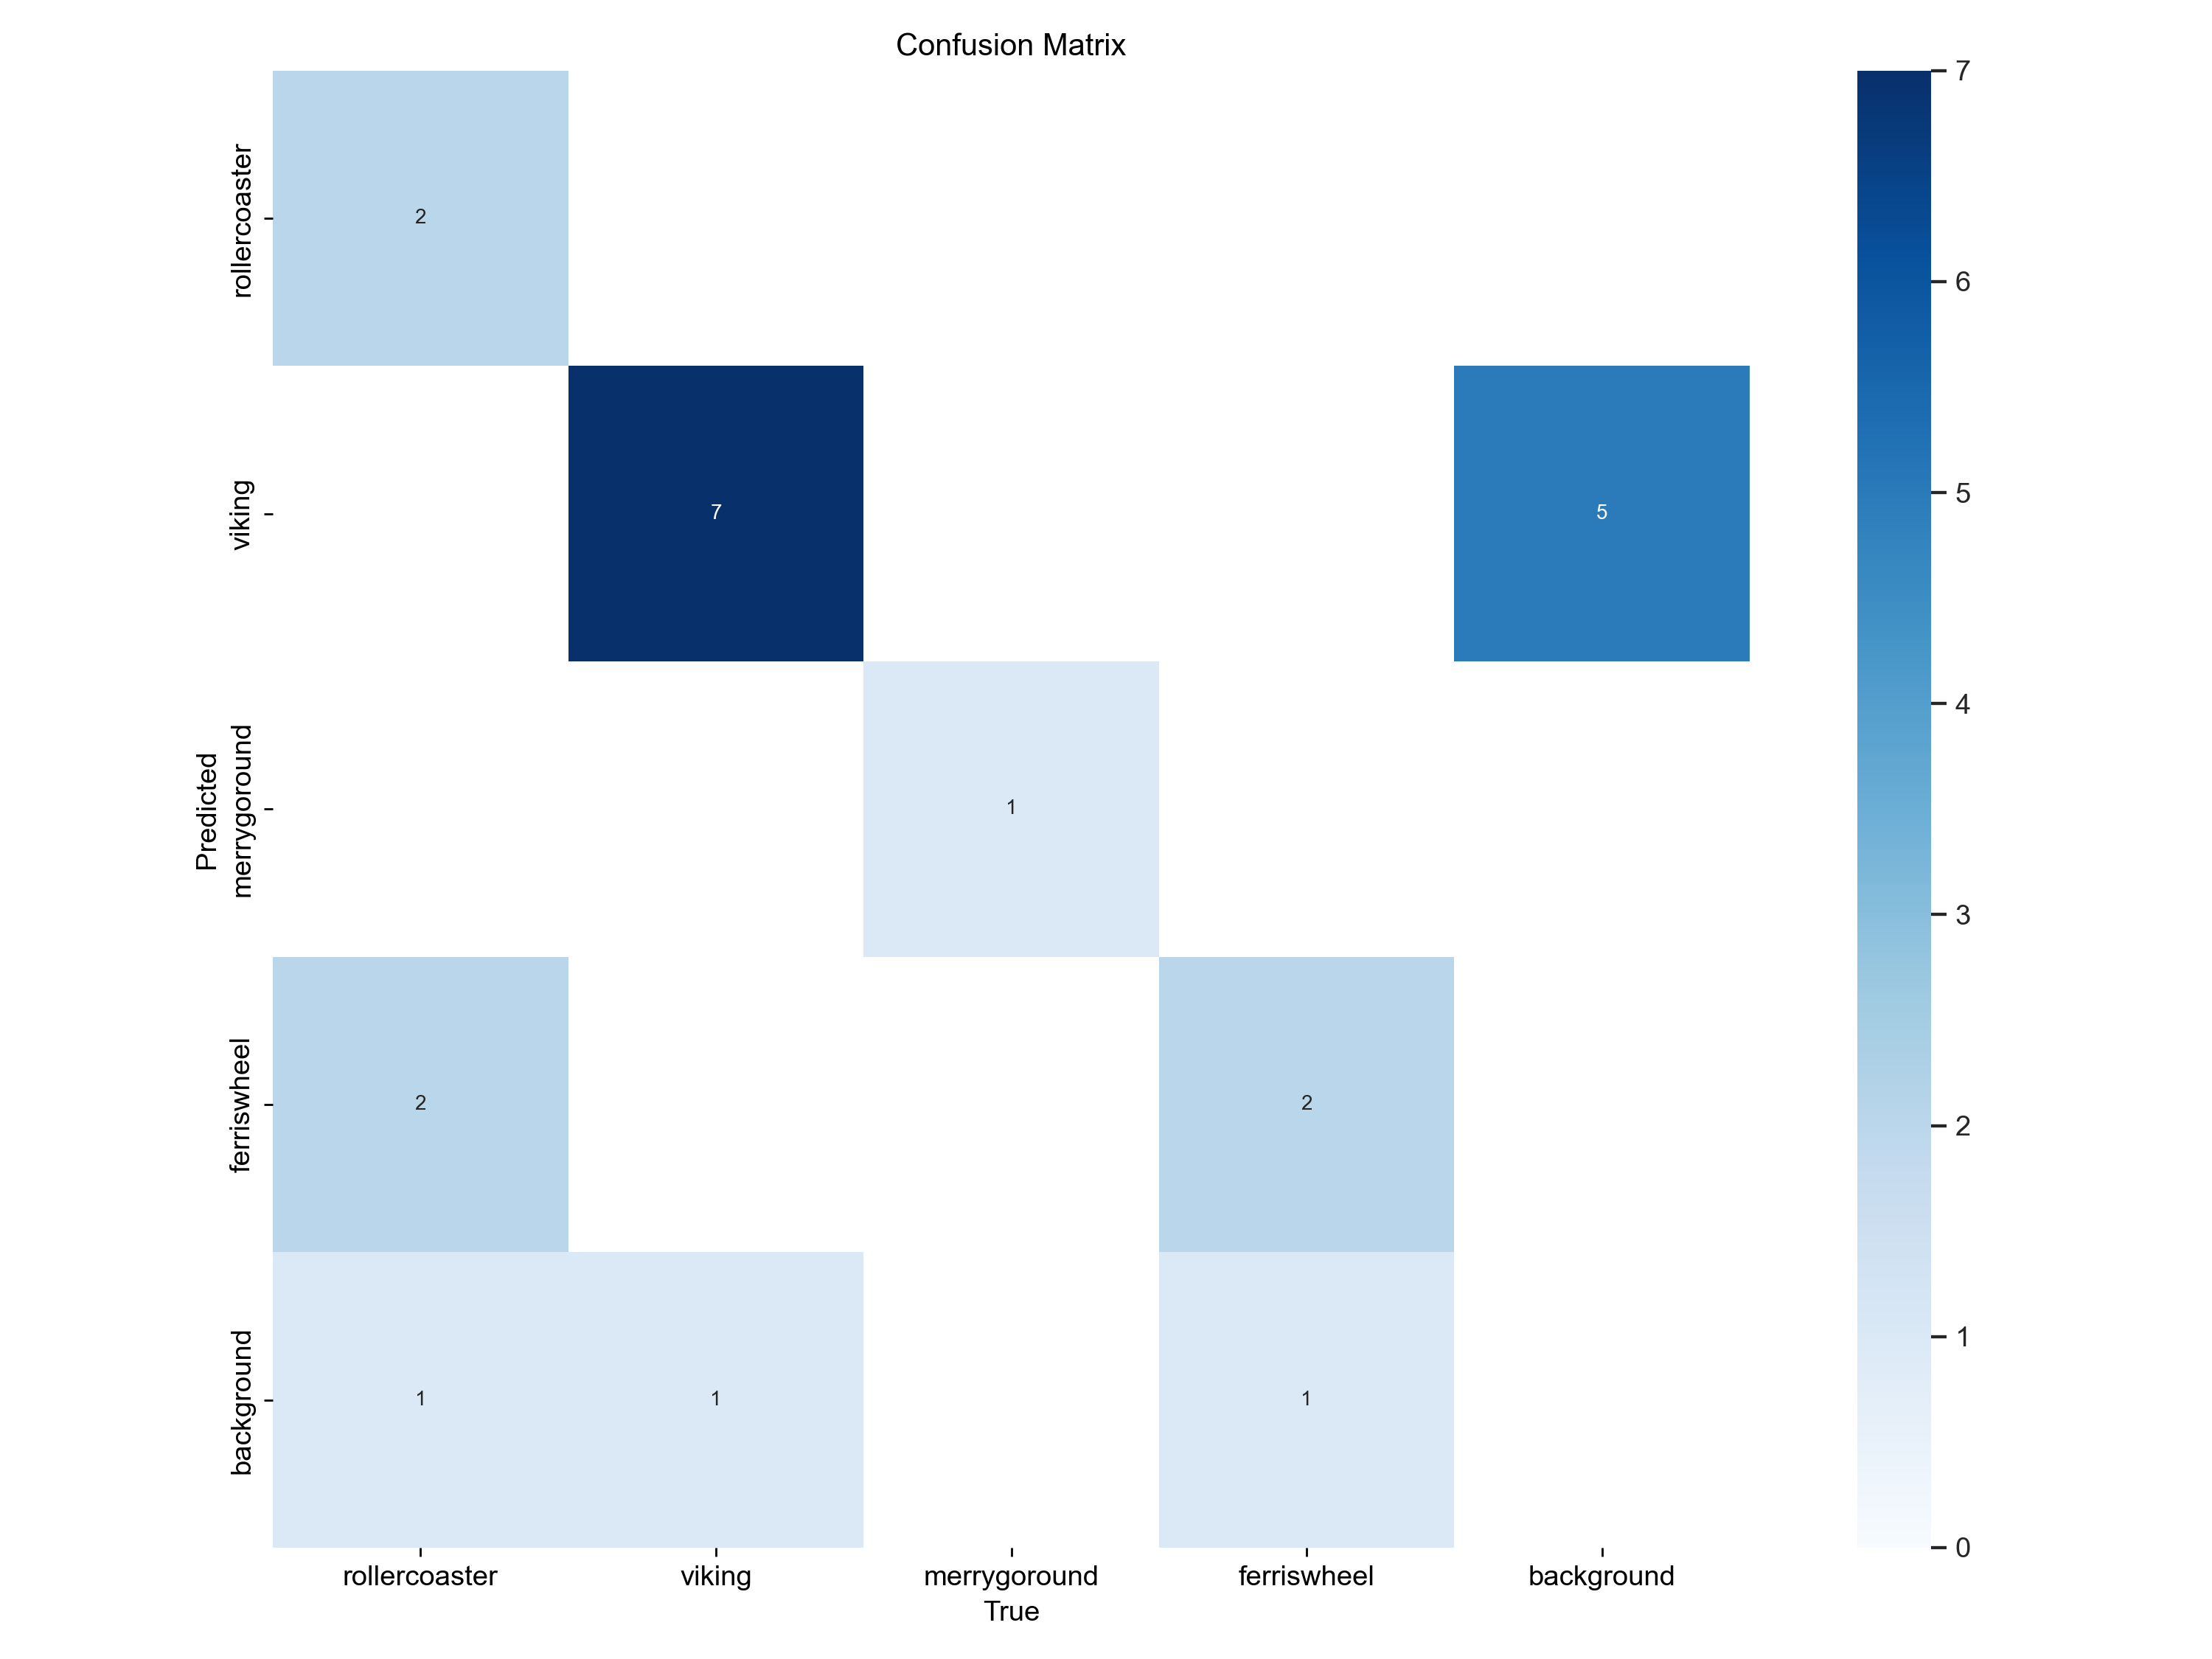 Confusion Matrix
rollercoaster
viking
merrygoround
ferriswheel
background
Predicted
2
7
5
1
2
2
1
1
1
rollercoaster
viking
merrygoround
ferriswheel
background
True
7
6
5
4
3
2
1
0